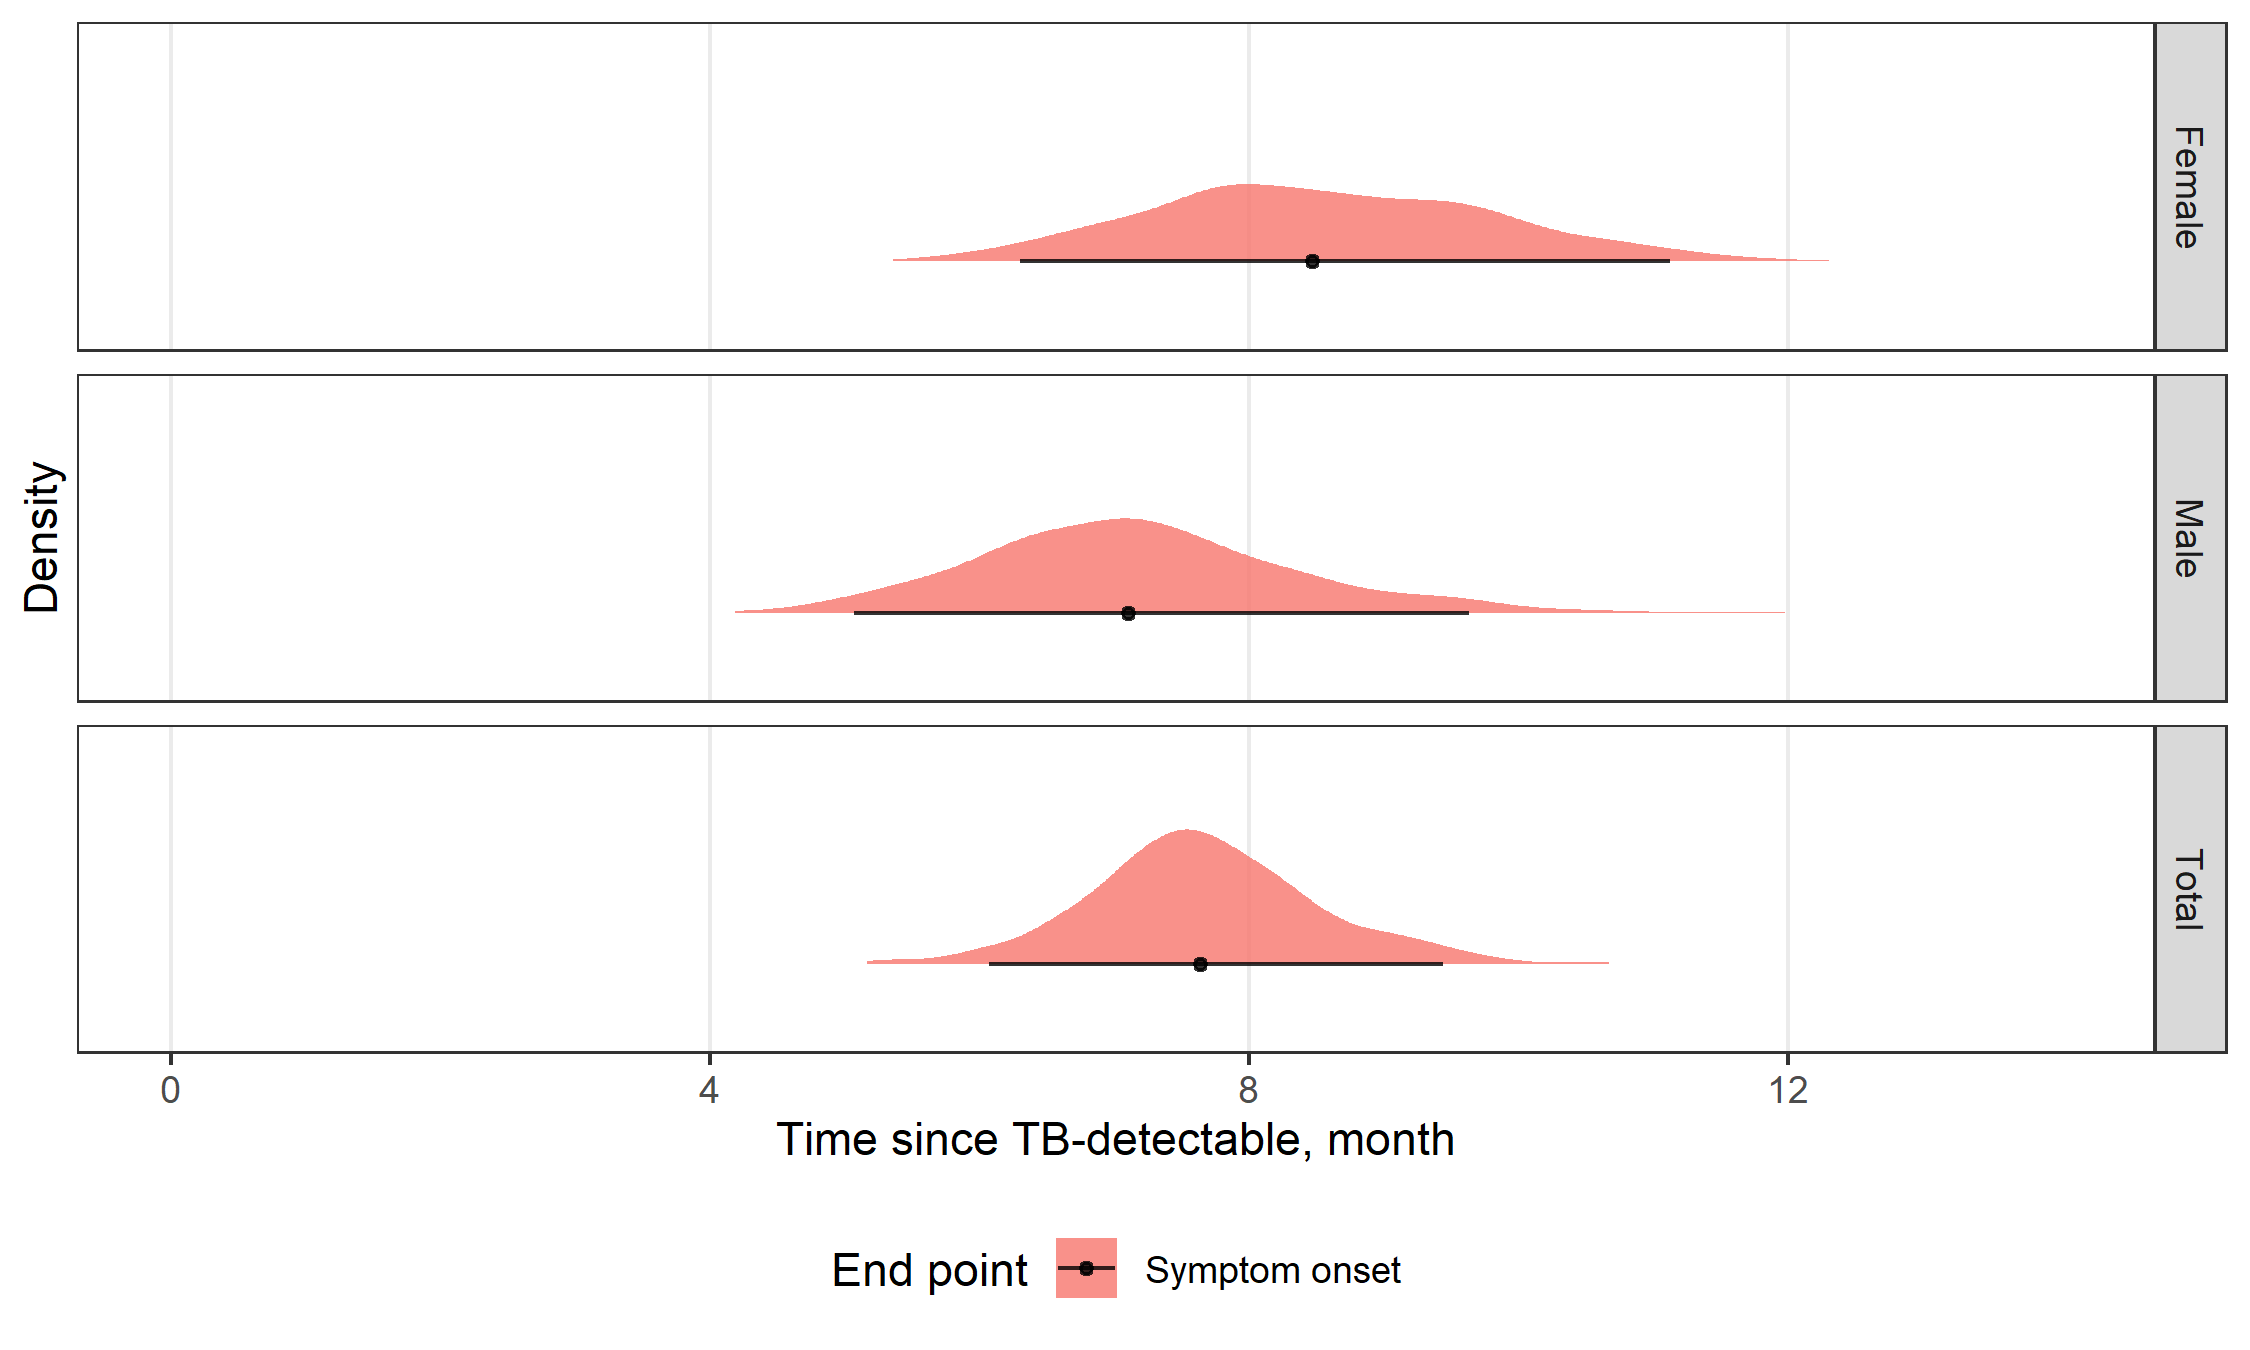 Female
Male
Total
Density
0 4 8 12
Time since TB-detectable, month
End point Symptom onset